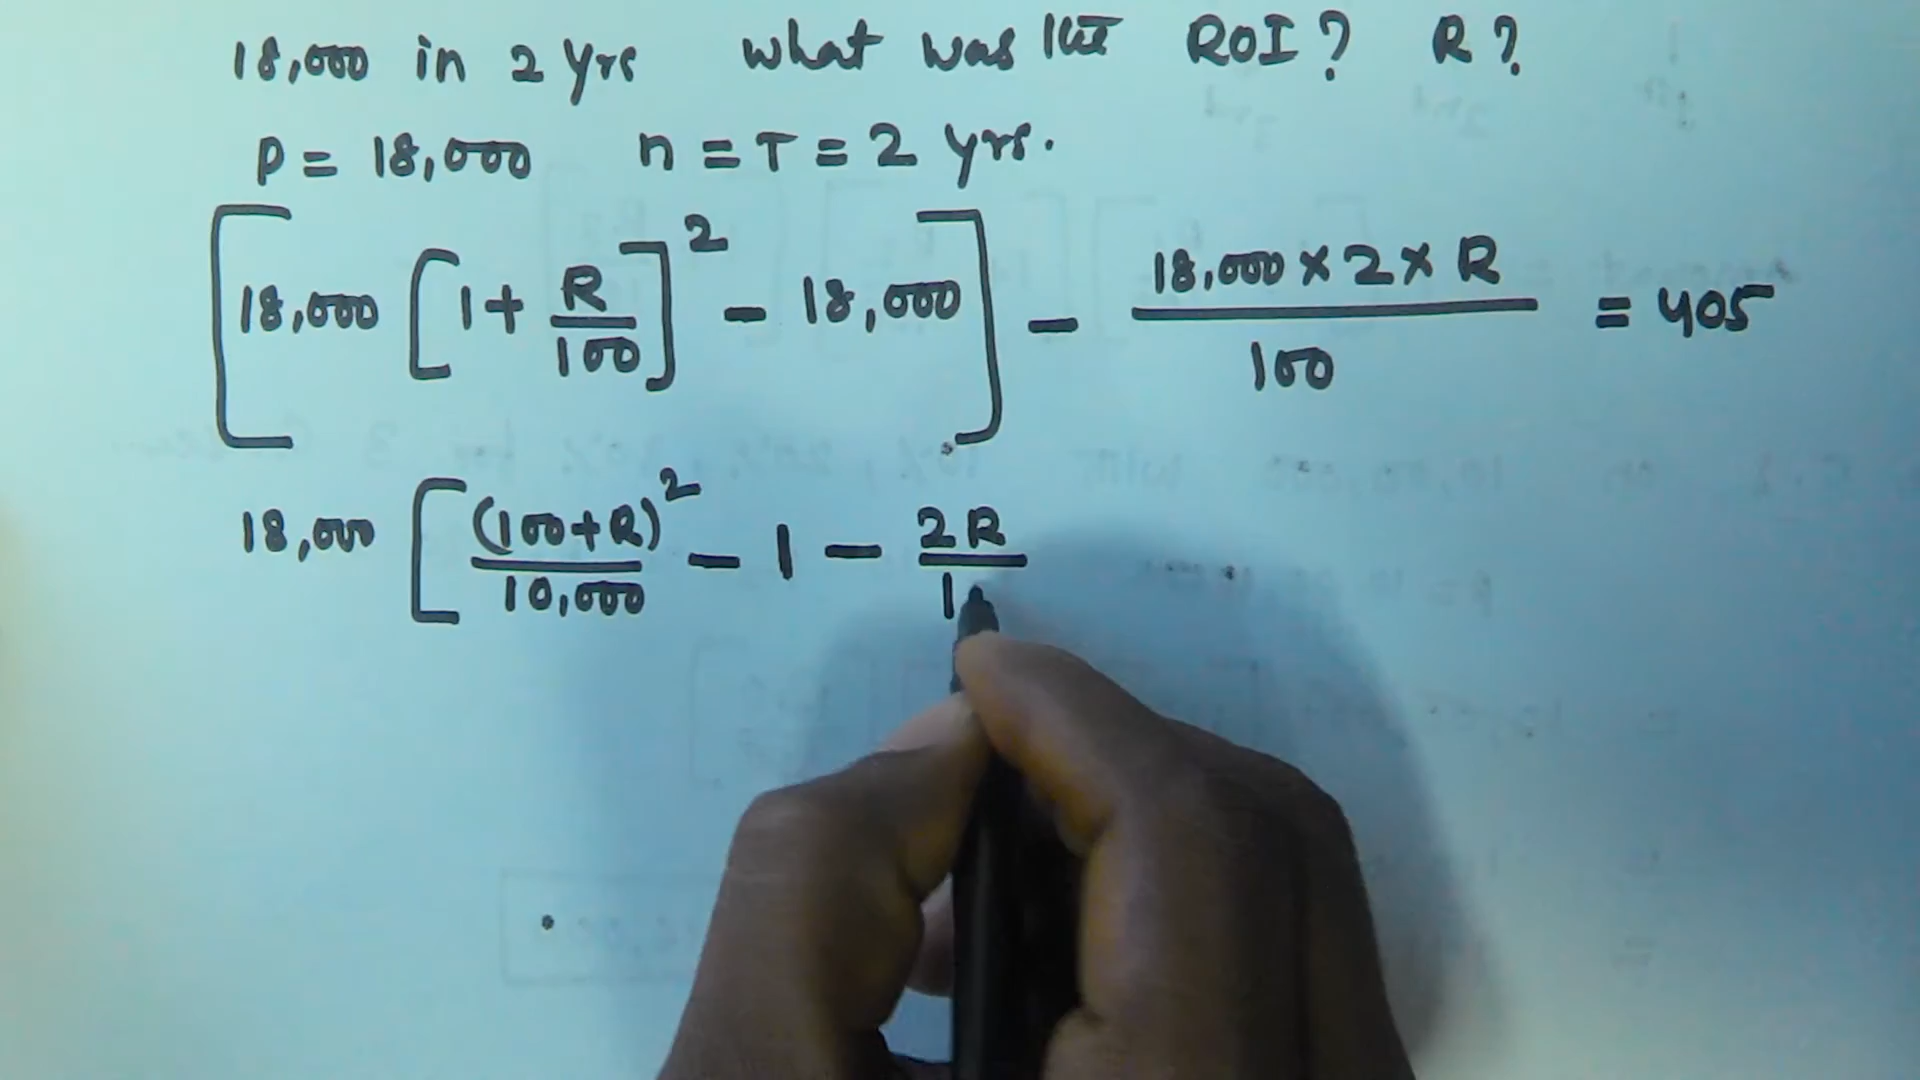 18,000 in 2 yrs what was the ROI? R?
P = 18,000 n = T = 2 yrs.
[18,000 [1 + R/100]² - 18,000] - 18,000 × 2 × R / 100 = 405
18,000 [(100+R)²/10,000 - 1 - 2R/1